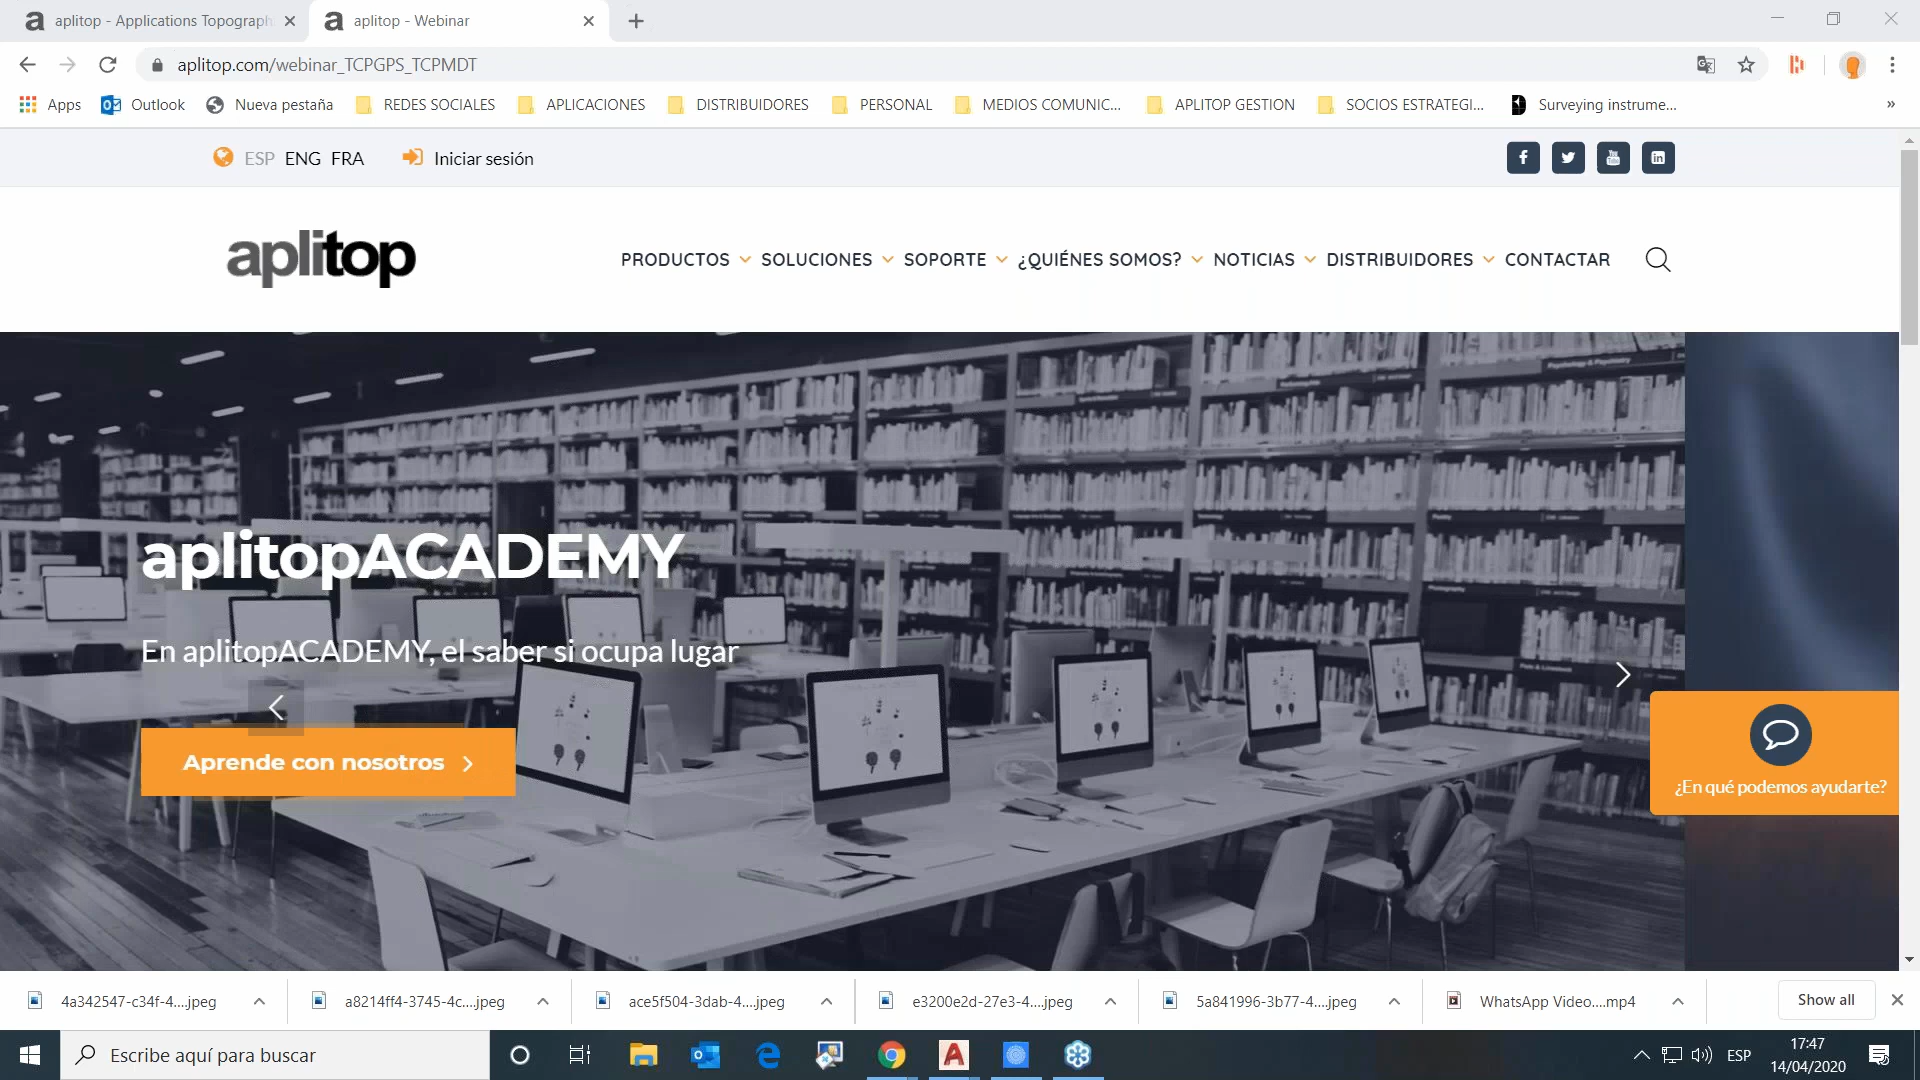 aplitop - Applications Topograph
aplitop - Webinar
aplitop.com/webinar_TCPGPS_TCPMDT
Apps
Outlook
Nueva pestaña
REDES SOCIALES
APLICACIONES
DISTRIBUIDORES
PERSONAL
MEDIOS COMUNIC...
APLITOP GESTION
SOCIOS ESTRATEGI...
Surveying instrume...
»
ESP ENG FRA
Iniciar sesión
aplitop
PRODUCTOS
SOLUCIONES
SOPORTE
¿QUIÉNES SOMOS?
NOTICIAS
DISTRIBUIDORES
CONTACTAR
aplitopACADEMY
En aplitopACADEMY, el saber si ocupa lugar
Aprende con nosotros
¿En qué podemos ayudarte?
4a342547-c34f-4....jpeg
a8214ff4-3745-4c....jpeg
ace5f504-3dab-4....jpeg
e3200e2d-27e3-4....jpeg
5a841996-3b77-4....jpeg
WhatsApp Video....mp4
Show all
Escribe aquí para buscar
ESP
17:47
14/04/2020